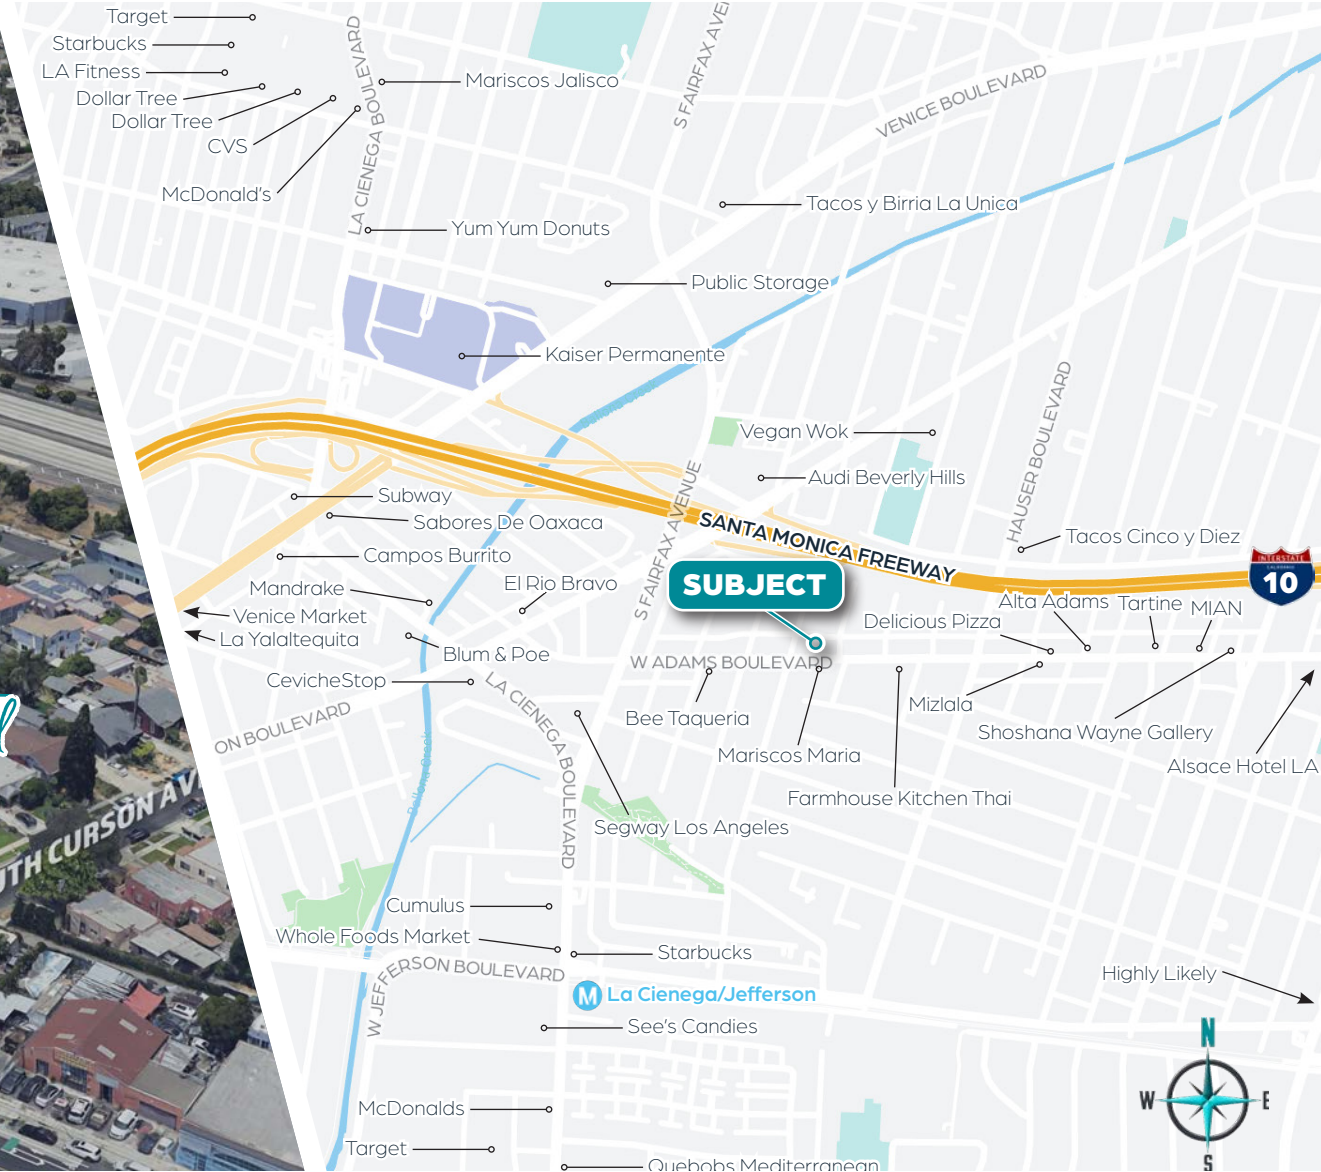 Target
Starbucks
LA Fitness
Dollar Tree
Dollar Tree
CVS
McDonald's
LA CIENEGA BOULEVARD
Mariscos Jalisco
S FAIRFAX AVE
VENICE BOULEVARD
Tacos y Birria La Unica
Yum Yum Donuts
Public Storage
Kaiser Permanente
Ballona Creek
Vegan Wok
Audi Beverly Hills
HAUSER BOULEVARD
Subway
Sabores De Oaxaca
Campos Burrito
S FAIRFAX AVENUE
SANTA MONICA FREEWAY
Tacos Cinco y Diez
INTERSTATE
CALIFORNIA
10
SUBJECT
Mandrake
El Rio Bravo
Venice Market
La Yalaltequita
Blum & Poe
CevicheStop
Delicious Pizza
Alta Adams
Tartine
MIAN
W ADAMS BOULEVARD
LA CIENEGA BOULEVARD
ON BOULEVARD
Bee Taqueria
Mariscos Maria
Mizlala
Shoshana Wayne Gallery
Alsace Hotel LA
Farmhouse Kitchen Thai
Segway Los Angeles
Ballona Creek
UTH CURSON AV
Cumulus
Whole Foods Market
Starbucks
W JEFFERSON BOULEVARD
M La Cienega/Jefferson
Highly Likely
See's Candies
McDonalds
Target
Quebobs Mediterranean
N
W
E
S